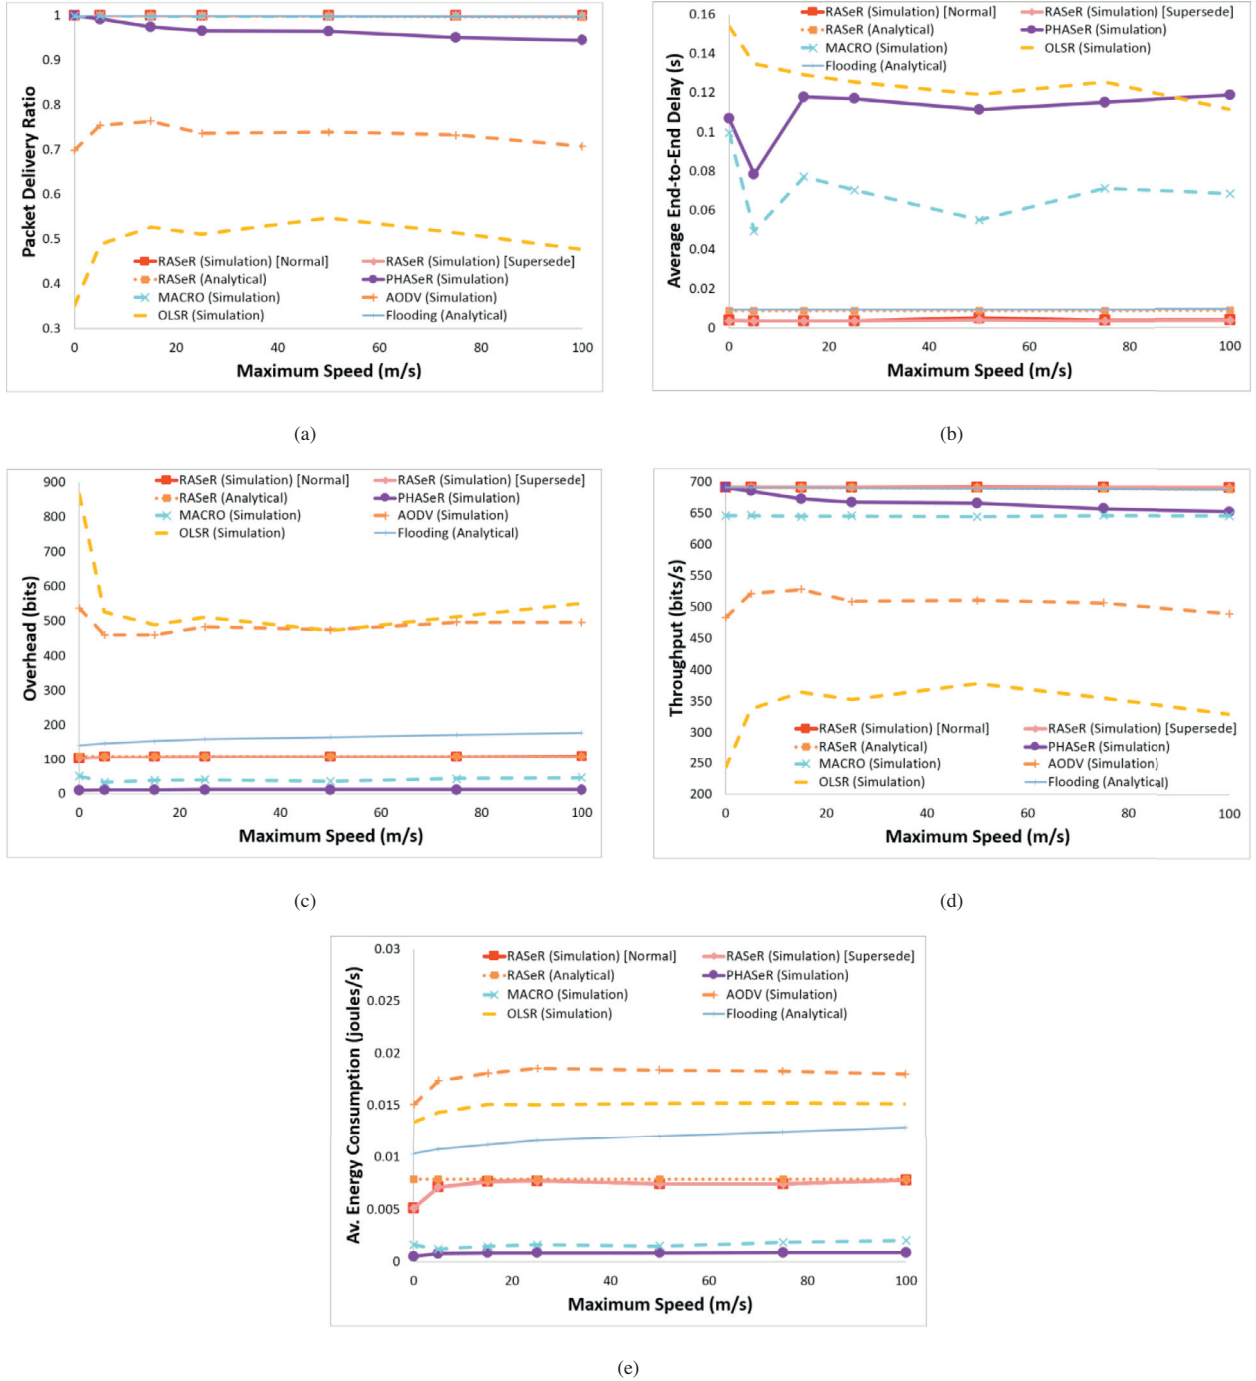 1
0.9
0.8
0.7
0.6
0.5
0.4
0.3
Packet Delivery Ratio
RASeR (Simulation) [Normal]
RASeR (Simulation) [Supersede]
RASeR (Analytical)
PHASeR (Simulation)
MACRO (Simulation)
AODV (Simulation)
OLSR (Simulation)
Flooding (Analytical)
0 20 40 60 80 100
Maximum Speed (m/s)
(a)
0.16
0.14
0.12
0.1
0.08
0.06
0.04
0.02
0
Average End-to-End Delay (s)
RASeR (Simulation) [Normal]
RASeR (Simulation) [Supersede]
RASeR (Analytical)
PHASeR (Simulation)
MACRO (Simulation)
OLSR (Simulation)
Flooding (Analytical)
0 20 40 60 80 100
Maximum Speed (m/s)
(b)
900
800
700
600
500
400
300
200
100
0
Overhead (bits)
RASeR (Simulation) [Normal]
RASeR (Simulation) [Supersede]
RASeR (Analytical)
PHASeR (Simulation)
MACRO (Simulation)
AODV (Simulation)
OLSR (Simulation)
Flooding (Analytical)
0 20 40 60 80 100
Maximum Speed (m/s)
(c)
700
650
600
550
500
450
400
350
300
250
200
Throughput (bits/s)
RASeR (Simulation) [Normal]
RASeR (Simulation) [Supersede]
RASeR (Analytical)
PHASeR (Simulation)
MACRO (Simulation)
AODV (Simulation)
OLSR (Simulation)
Flooding (Analytical)
0 20 40 60 80 100
Maximum Speed (m/s)
(d)
0.03
0.025
0.02
0.015
0.01
0.005
0
Av. Energy Consumption (joules/s)
RASeR (Simulation) [Normal]
RASeR (Simulation) [Supersede]
RASeR (Analytical)
PHASeR (Simulation)
MACRO (Simulation)
AODV (Simulation)
OLSR (Simulation)
Flooding (Analytical)
0 20 40 60 80 100
Maximum Speed (m/s)
(e)